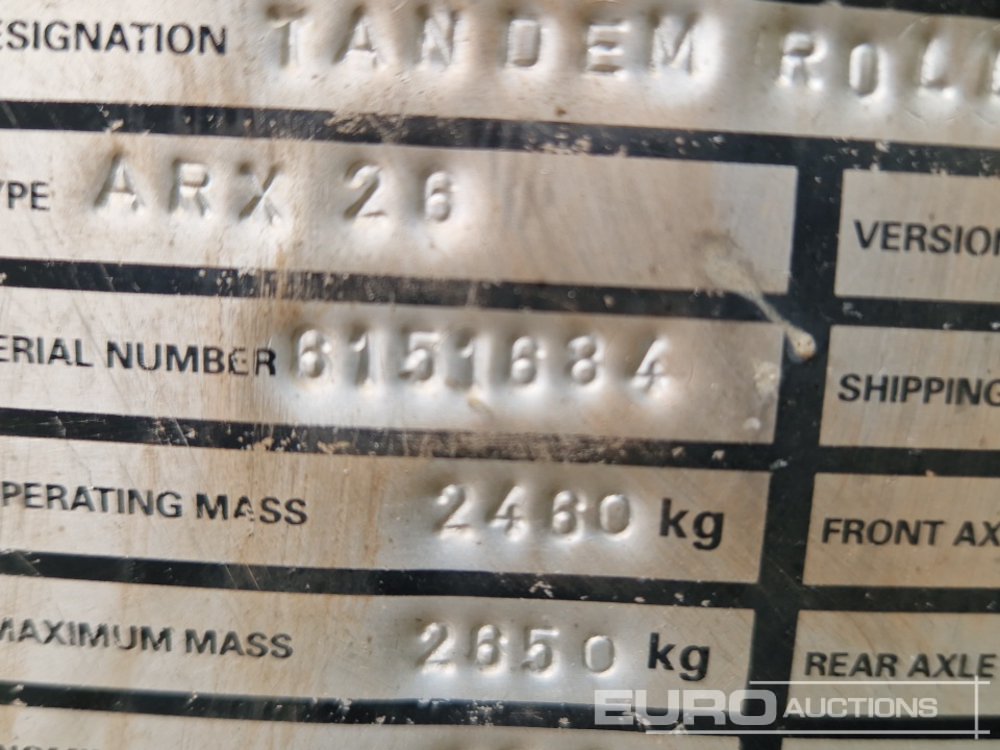 ESIGNATION TANDEM ROLL
YPE ARX 26 VERSION
ERIAL NUMBER 6151684 SHIPPING
PERATING MASS 2460 kg FRONT AX
MAXIMUM MASS 2650 kg REAR AXLE
EURO AUCTIONS